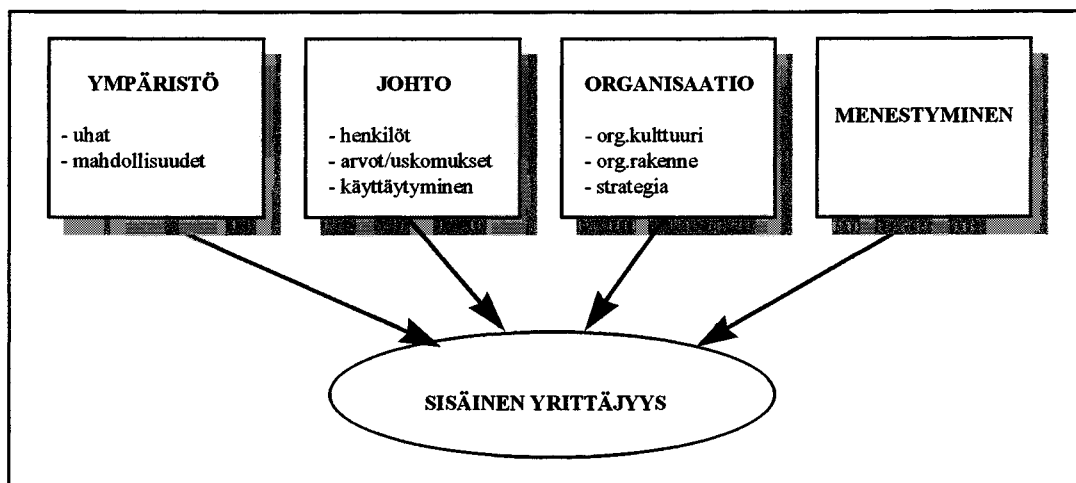 YMPÄRISTÖ
- uhat
- mahdollisuudet
JOHTO
- henkilöt
- arvot/uskomukset
- käyttäytyminen
ORGANISAATIO
- org.kulttuuri
- org.rakenne
- strategia
MENESTYMINEN
SISÄINEN YRITTÄJYYS